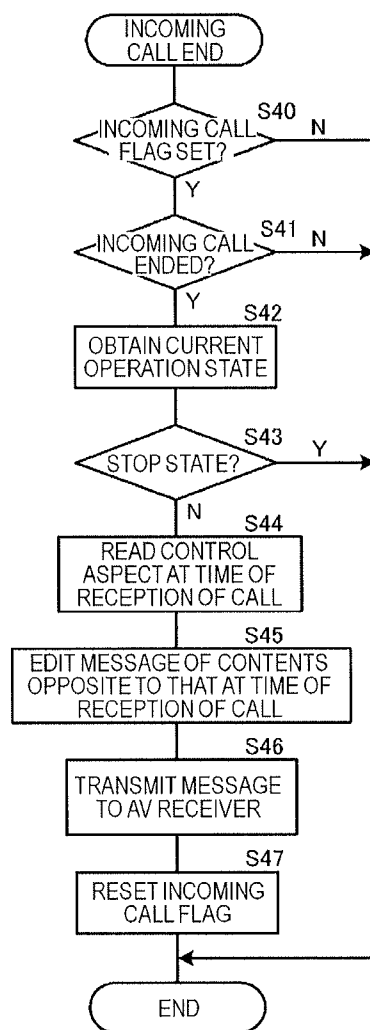 INCOMING
CALL END
S40
INCOMING CALL
FLAG SET?
N
Y
S41
INCOMING CALL
ENDED?
N
Y
S42
OBTAIN CURRENT
OPERATION STATE
S43
STOP STATE?
Y
N
S44
READ CONTROL
ASPECT AT TIME OF
RECEPTION OF CALL
S45
EDIT MESSAGE OF CONTENTS
OPPOSITE TO THAT AT TIME OF
RECEPTION OF CALL
S46
TRANSMIT MESSAGE
TO AV RECEIVER
S47
RESET INCOMING
CALL FLAG
END